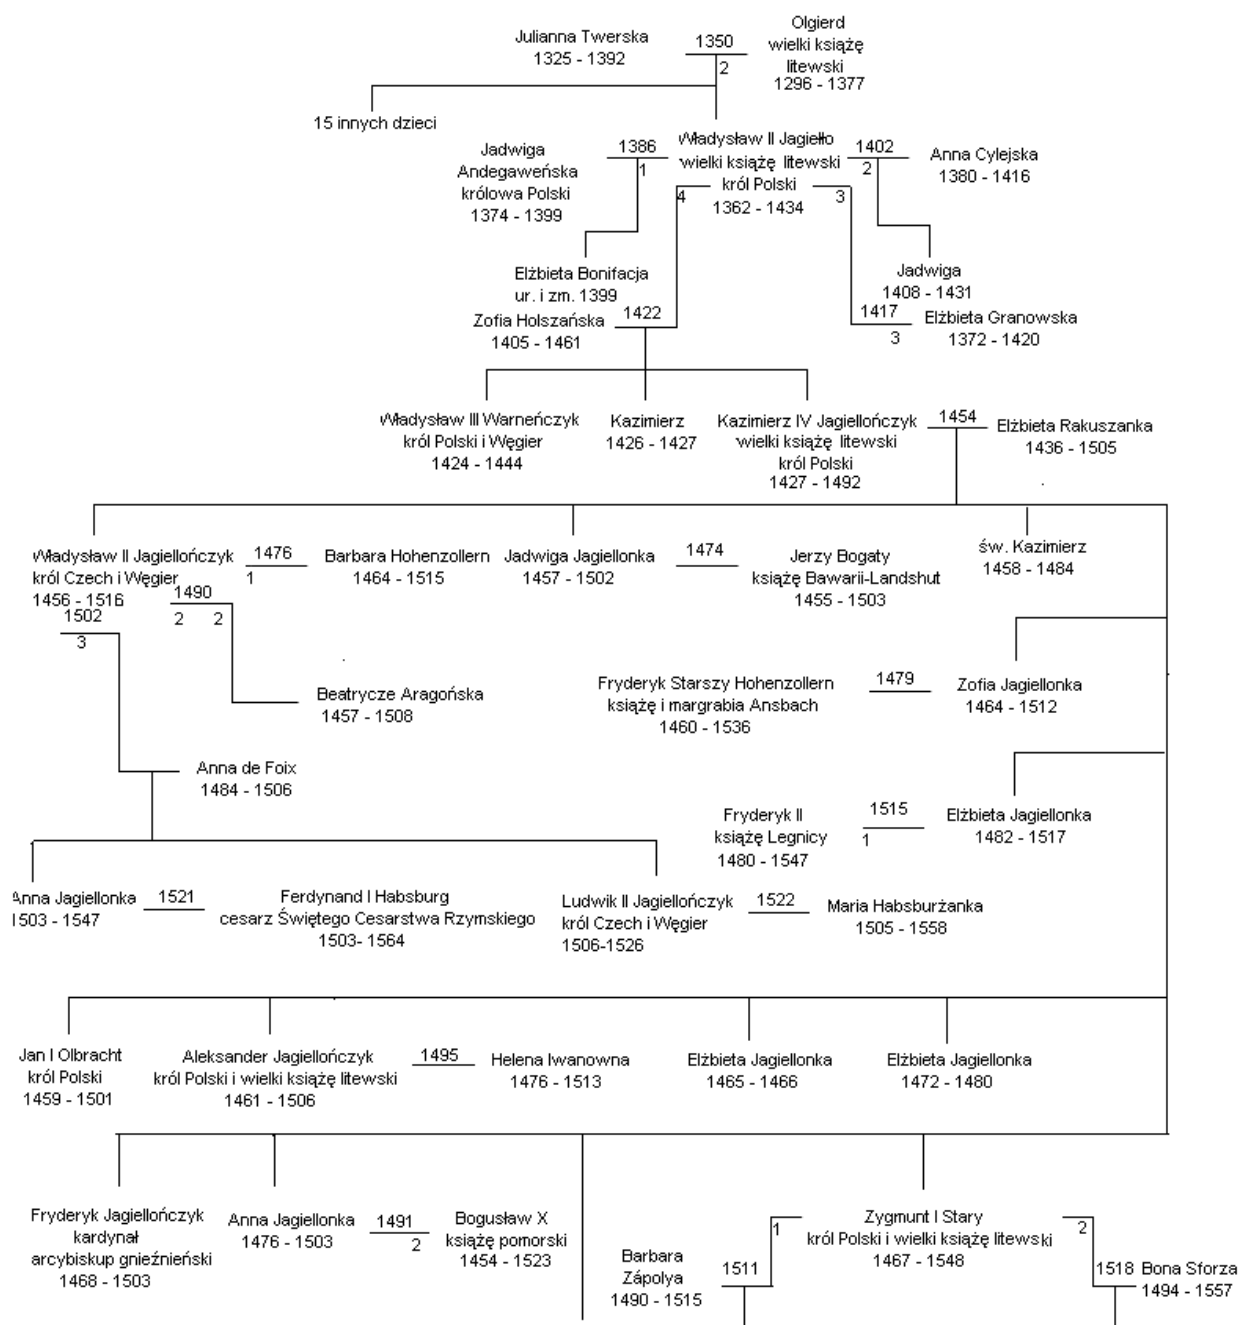 Julianna Twerska
1325 - 1392
1350
2
Olgierd
wielki książę
litewski
1296 - 1377
15 innych dzieci
Jadwiga
Andegaweńska
królowa Polski
1374 - 1399
1386
1
Władysław II Jagiełło
wielki książę litewski
król Polski
1362 - 1434
1402
2
Anna Cylejska
1380 - 1416
4
3
Elżbieta Bonifacja
ur. i zm. 1399
Jadwiga
1408 - 1431
Zofia Holszańska
1405 - 1461
1422
1417
3
Elżbieta Granowska
1372 - 1420
Władysław III Warneńczyk
król Polski i Węgier
1424 - 1444
Kazimierz
1426 - 1427
Kazimierz IV Jagiellończyk
wielki książę litewski
król Polski
1427 - 1492
1454
Elżbieta Rakuszanka
1436 - 1505
Władysław II Jagiellończyk
król Czech i Węgier
1456 - 1516
1476
1
Barbara Hohenzollern
1464 - 1515
Jadwiga Jagiellonka
1457 - 1502
1474
Jerzy Bogaty
książę Bawarii-Landshut
1455 - 1503
św. Kazimierz
1458 - 1484
1490
2 2
1502
3
Beatrycze Aragońska
1457 - 1508
Fryderyk Starszy Hohenzollern
książę i margrabia Ansbach
1460 - 1536
1479
Zofia Jagiellonka
1464 - 1512
Anna de Foix
1484 - 1506
Fryderyk II
książę Legnicy
1480 - 1547
1515
1
Elżbieta Jagiellonka
1482 - 1517
Anna Jagiellonka
1503 - 1547
1521
Ferdynand I Habsburg
cesarz Świętego Cesarstwa Rzymskiego
1503- 1564
Ludwik II Jagiellończyk
król Czech i Węgier
1506-1526
1522
Maria Habsburżanka
1505 - 1558
Jan I Olbracht
król Polski
1459 - 1501
Aleksander Jagiellończyk
król Polski i wielki książę litewski
1461 - 1506
1495
Helena Iwanowna
1476 - 1513
Elżbieta Jagiellonka
1465 - 1466
Elżbieta Jagiellonka
1472 - 1480
Fryderyk Jagiellończyk
kardynał
arcybiskup gnieźnieński
1468 - 1503
Anna Jagiellonka
1476 - 1503
1491
2
Bogusław X
książę pomorski
1454 - 1523
Barbara
Zápolya
1490 - 1515
1511
1
Zygmunt I Stary
król Polski i wielki książę litewski
1467 - 1548
2
1518
Bona Sforza
1494 - 1557